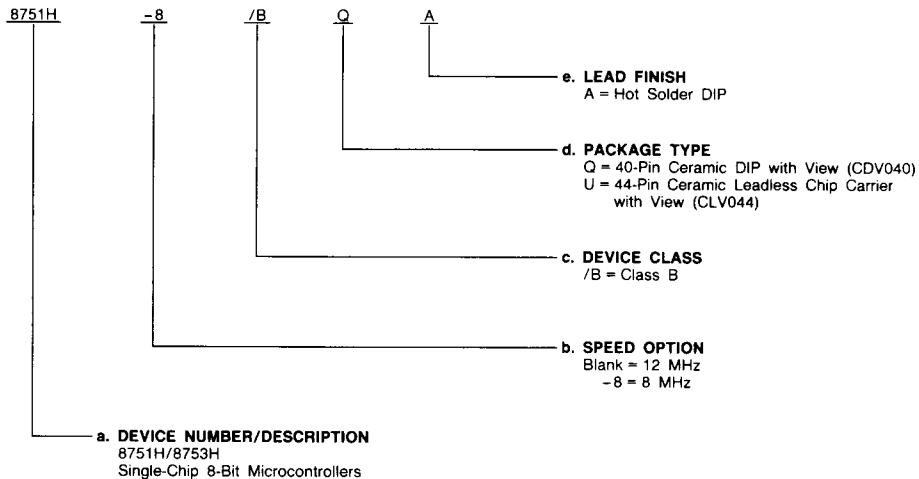 8751H -8 /B Q A
e. LEAD FINISH
A = Hot Solder DIP
d. PACKAGE TYPE
Q = 40-Pin Ceramic DIP with View (CDV040)
U = 44-Pin Ceramic Leadless Chip Carrier
with View (CLV044)
c. DEVICE CLASS
/B = Class B
b. SPEED OPTION
Blank = 12 MHz
-8 = 8 MHz
a. DEVICE NUMBER/DESCRIPTION
8751H/8753H
Single-Chip 8-Bit Microcontrollers